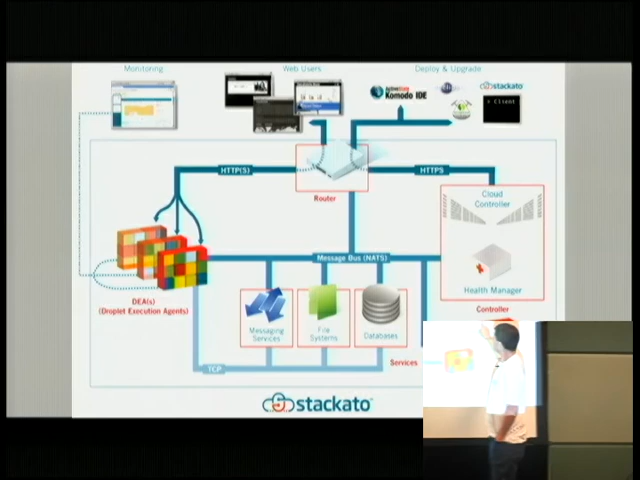 Monitoring
Web Users
Deploy & Upgrade
Komodo IDE
stackato
> Client
HTTP(S)
HTTPS
Router
Cloud
Controller
Message Bus (NATS)
Health Manager
DEA(s)
(Droplet Execution Agents)
Controller
Messaging
Services
File
Systems
Databases
Services
TCP
stackato